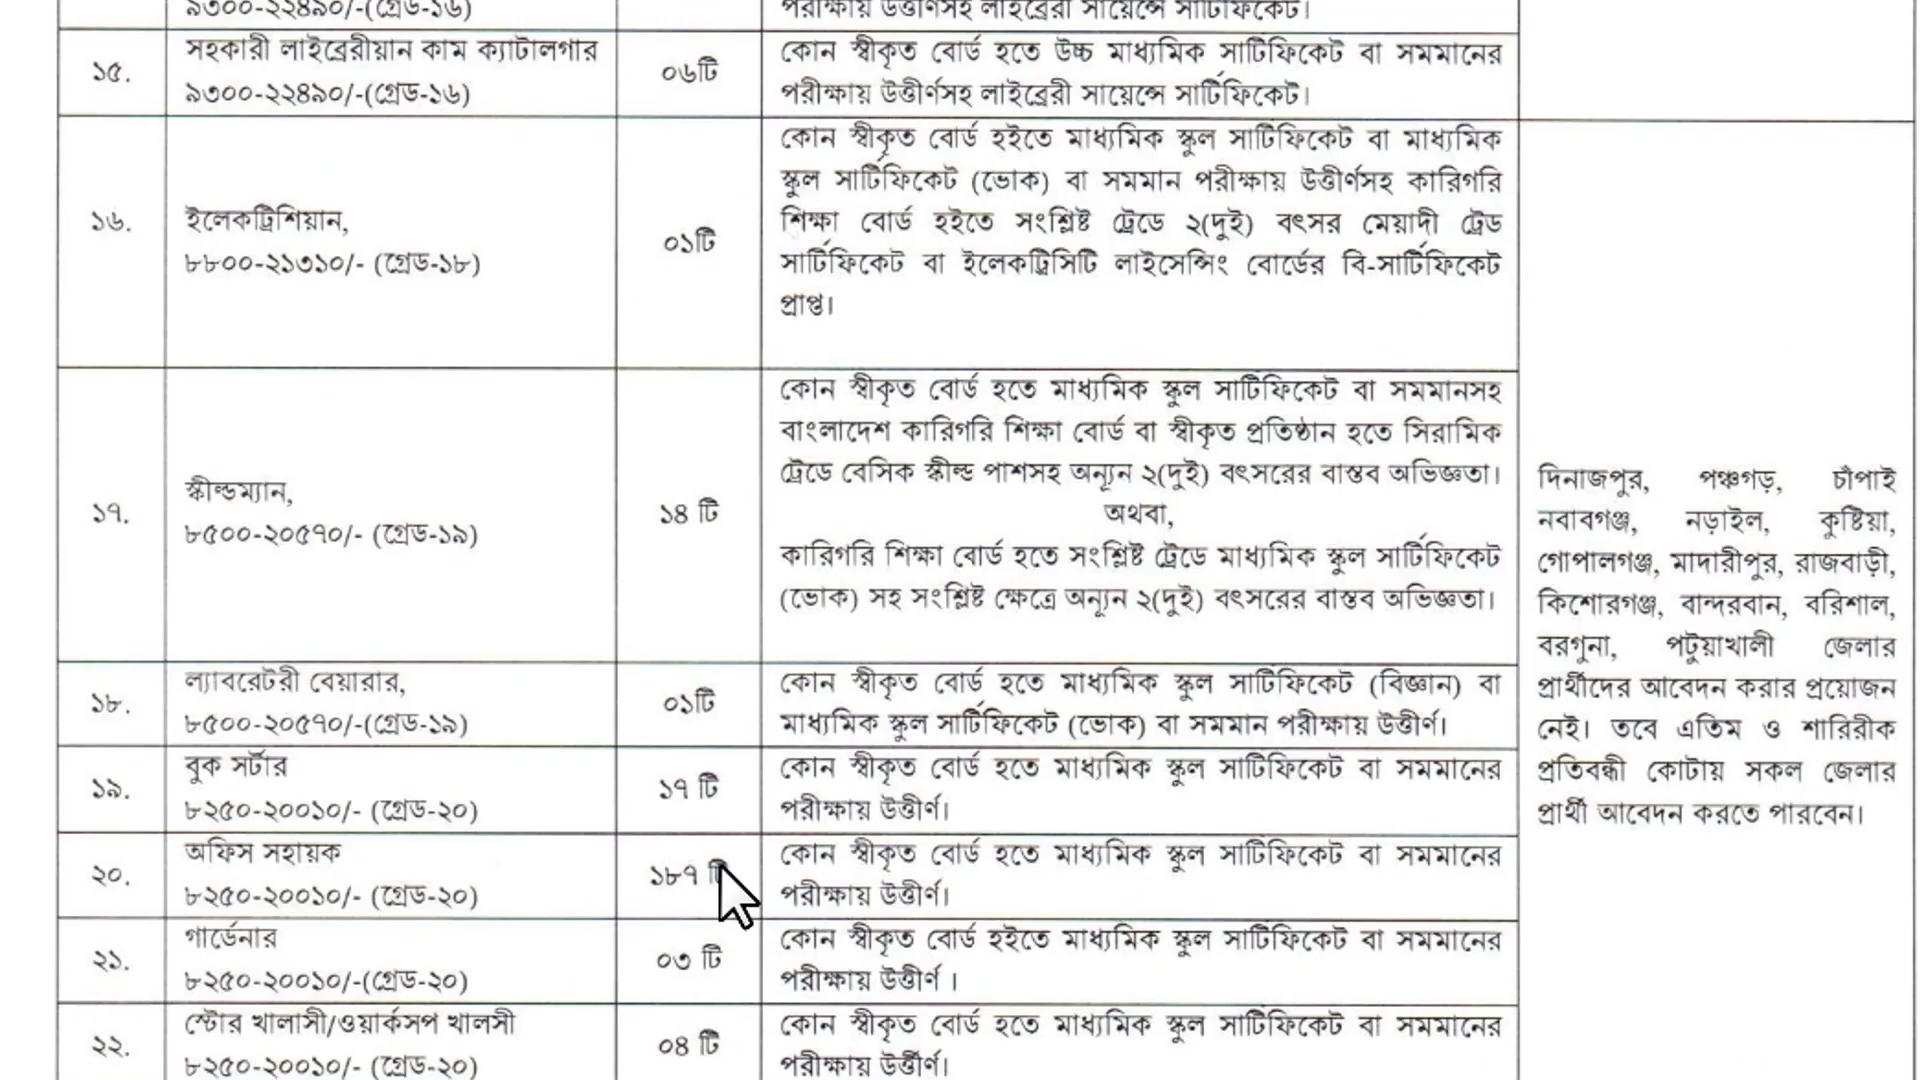 ৯৩০০-২২৪৯০/-(গ্রেড-১৬)
পরীক্ষায় উত্তীর্ণসহ লাইব্রেরী সায়েন্সে সার্টিফিকেট।
১৫.
সহকারী লাইব্রেরীয়ান কাম ক্যাটালগার
৯৩০০-২২৪৯০/-(গ্রেড-১৬)
০৬টি
কোন স্বীকৃত বোর্ড হতে উচ্চ মাধ্যমিক সার্টিফিকেট বা সমমানের
পরীক্ষায় উত্তীর্ণসহ লাইব্রেরী সায়েন্সে সার্টিফিকেট।
১৬.
ইলেকট্রিশিয়ান,
৮৮০০-২১৩১০/- (গ্রেড-১৮)
০১টি
কোন স্বীকৃত বোর্ড হইতে মাধ্যমিক স্কুল সার্টিফিকেট বা মাধ্যমিক
স্কুল সার্টিফিকেট (ভোক) বা সমমান পরীক্ষায় উত্তীর্ণসহ কারিগরি
শিক্ষা বোর্ড হইতে সংশ্লিষ্ট ট্রেডে ২(দুই) বৎসর মেয়াদী ট্রেড
সার্টিফিকেট বা ইলেকট্রিসিটি লাইসেন্সিং বোর্ডের বি-সার্টিফিকেট
প্রাপ্ত।
১৭.
স্কীল্ডম্যান,
৮৫০০-২০৫৭০/- (গ্রেড-১৯)
১৪ টি
কোন স্বীকৃত বোর্ড হতে মাধ্যমিক স্কুল সার্টিফিকেট বা সমমানসহ
বাংলাদেশ কারিগরি শিক্ষা বোর্ড বা স্বীকৃত প্রতিষ্ঠান হতে সিরামিক
ট্রেডে বেসিক স্কীল্ড পাশসহ অন্যূন ২(দুই) বৎসরের বাস্তব অভিজ্ঞতা।
অথবা,
কারিগরি শিক্ষা বোর্ড হতে সংশ্লিষ্ট ট্রেডে মাধ্যমিক স্কুল সার্টিফিকেট
(ভোক) সহ সংশ্লিষ্ট ক্ষেত্রে অন্যূন ২(দুই) বৎসরের বাস্তব অভিজ্ঞতা।
১৮.
ল্যাবরেটরী বেয়ারার,
৮৫০০-২০৫৭০/-(গ্রেড-১৯)
০১টি
কোন স্বীকৃত বোর্ড হতে মাধ্যমিক স্কুল সার্টিফিকেট (বিজ্ঞান) বা
মাধ্যমিক স্কুল সার্টিফিকেট (ভোক) বা সমমান পরীক্ষায় উত্তীর্ণ।
১৯.
বুক সর্টার
৮২৫০-২০০১০/- (গ্রেড-২০)
১৭ টি
কোন স্বীকৃত বোর্ড হতে মাধ্যমিক স্কুল সার্টিফিকেট বা সমমানের
পরীক্ষায় উত্তীর্ণ।
২০.
অফিস সহায়ক
৮২৫০-২০০১০/- (গ্রেড-২০)
১৮৭ টি
কোন স্বীকৃত বোর্ড হতে মাধ্যমিক স্কুল সার্টিফিকেট বা সমমানের
পরীক্ষায় উত্তীর্ণ।
২১.
গার্ডেনার
৮২৫০-২০০১০/-(গ্রেড-২০)
০৩ টি
কোন স্বীকৃত বোর্ড হইতে মাধ্যমিক স্কুল সার্টিফিকেট বা সমমানের
পরীক্ষায় উত্তীর্ণ ।
২২.
স্টোর খালাসী/ওয়ার্কসপ খালসী
৮২৫০-২০০১০/- (গ্রেড-২০)
০৪ টি
কোন স্বীকৃত বোর্ড হতে মাধ্যমিক স্কুল সার্টিফিকেট বা সমমানের
পরীক্ষায় উর্ত্তীর্ণ।
দিনাজপুর, পঞ্চগড়, চাঁপাই
নবাবগঞ্জ, নড়াইল, কুষ্টিয়া,
গোপালগঞ্জ, মাদারীপুর, রাজবাড়ী,
কিশোরগঞ্জ, বান্দরবান, বরিশাল,
বরগুনা, পটুয়াখালী জেলার
প্রার্থীদের আবেদন করার প্রয়োজন
নেই। তবে এতিম ও শারিরীক
প্রতিবন্ধী কোটায় সকল জেলার
প্রার্থী আবেদন করতে পারবেন।